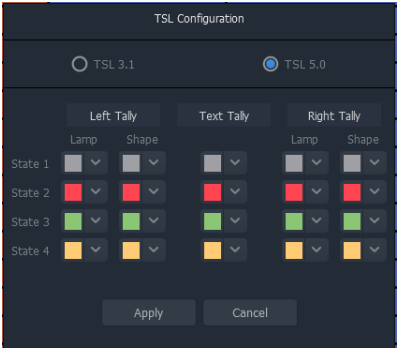 TSL Configuration
TSL 3.1 TSL 5.0
Left Tally Text Tally Right Tally
Lamp Shape Lamp Shape
State 1
State 2
State 3
State 4
Apply Cancel